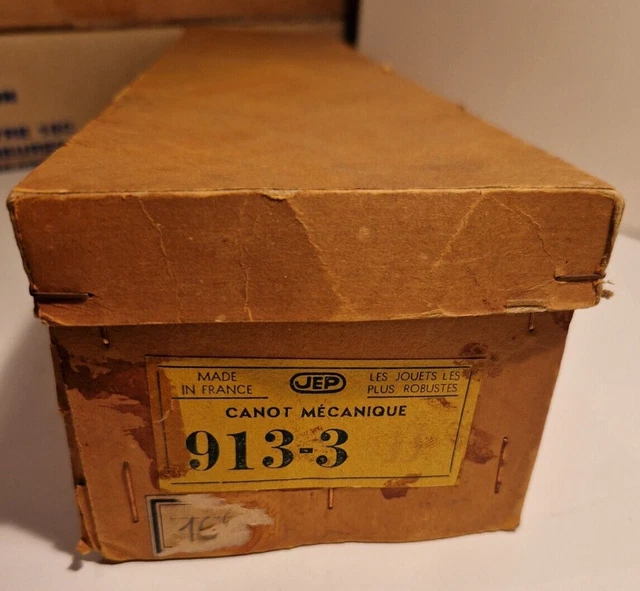 MADE
IN FRANCE
JEP
LES JOUETS LES
PLUS ROBUSTES
CANOT MÉCANIQUE
913-3